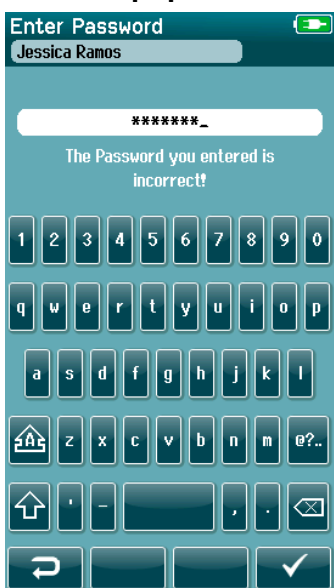 Enter Password
Jessica Ramos
*******_
The Password you entered is
incorrect!
1 2 3 4 5 6 7 8 9 0
q w e r t y u i o p
a s d f g h j k l
A z x c v b n m @?..
' - , .